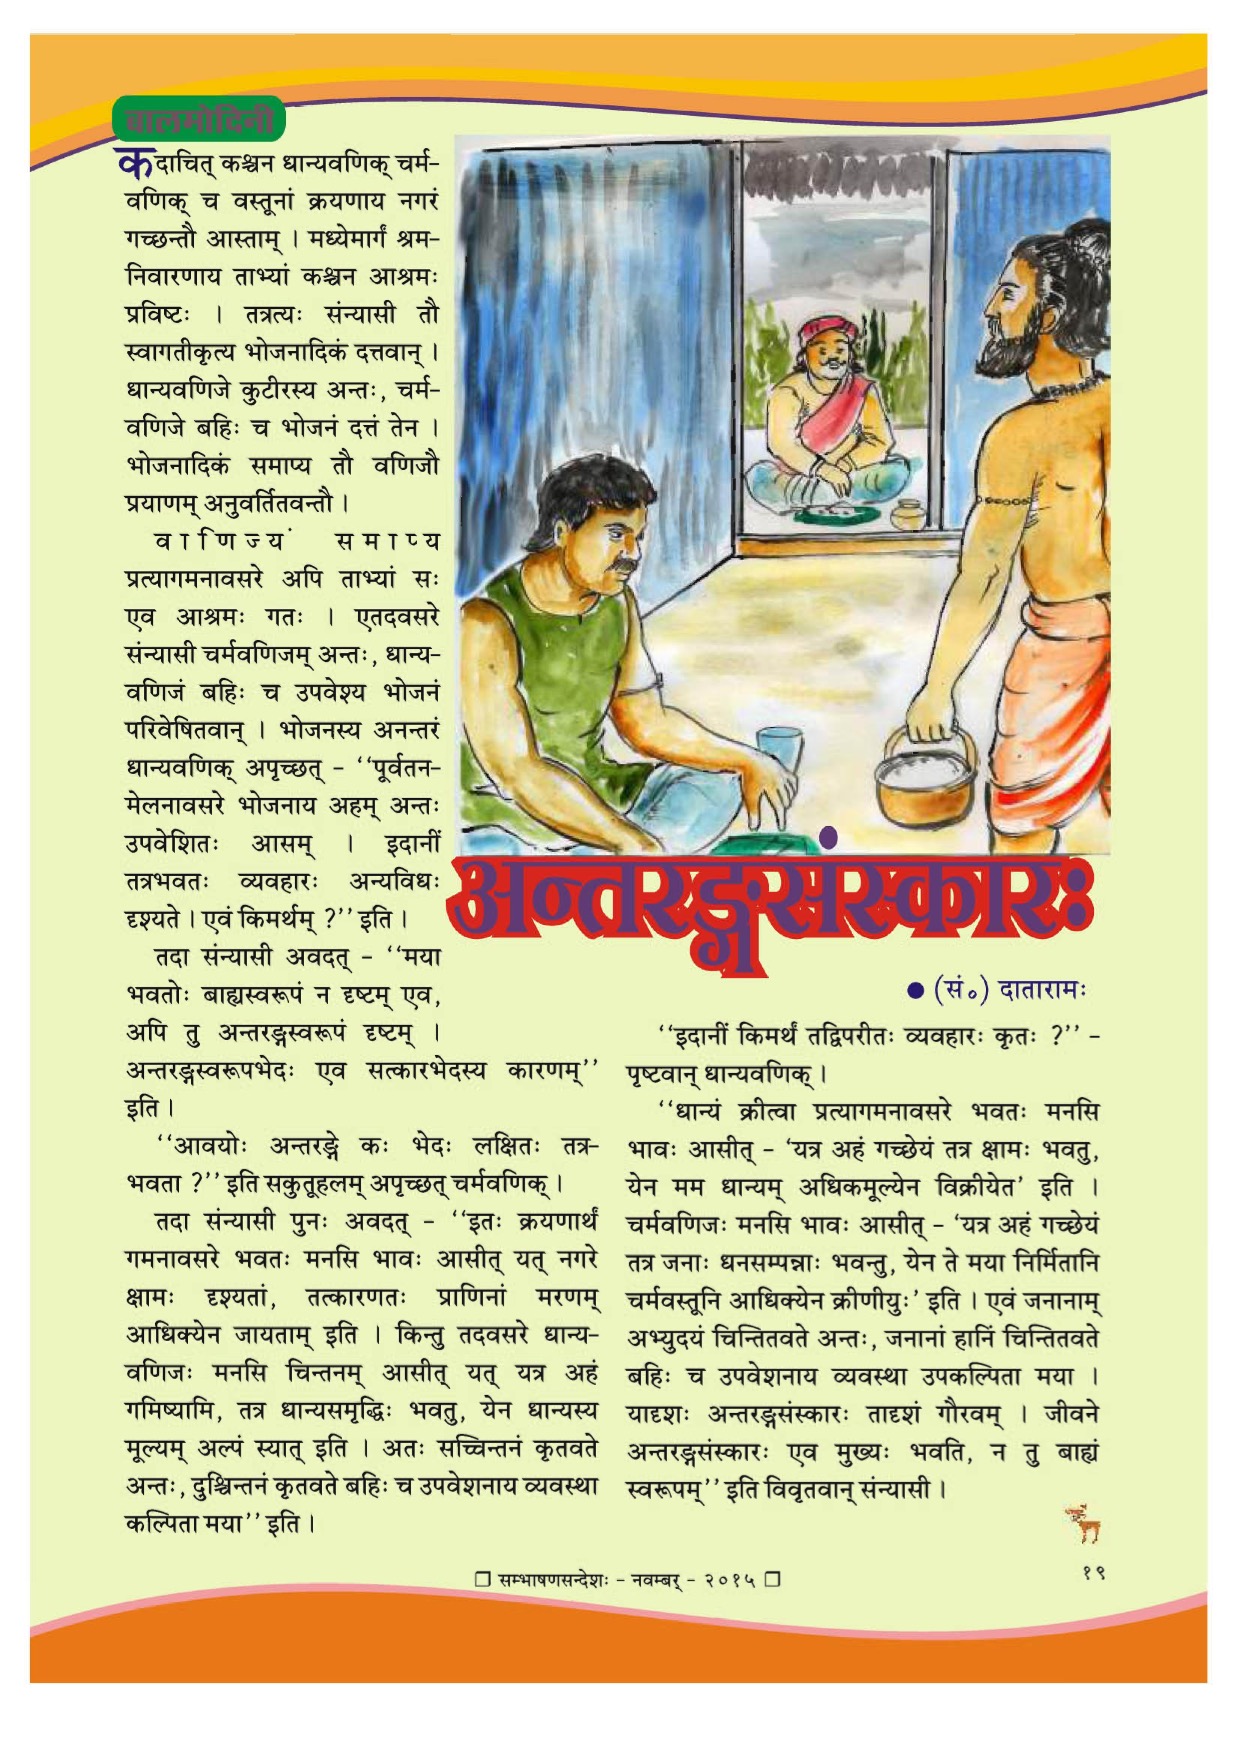 बालमोदिनी
कदाचित् कश्चन धान्यवणिक् चर्म-
वणिक् च वस्तूनां क्रयणाय नगरं
गच्छन्तौ आस्ताम् । मध्येमार्गं श्रम-
निवारणाय ताभ्यां कश्चन आश्रमः
प्रविष्टः । तत्रत्यः संन्यासी तौ
स्वागतीकृत्य भोजनादिकं दत्तवान् ।
धान्यवणिजे कुटीरस्य अन्तः, चर्म-
वणिजे बहिः च भोजनं दत्तं तेन ।
भोजनादिकं समाप्य तौ वणिजौ
प्रयाणम् अनुवर्तितवन्तौ ।
वाणिज्यं समाप्य
प्रत्यागमनावसरे अपि ताभ्यां सः
एव आश्रमः गतः । एतदवसरे
संन्यासी चर्मवणिजम् अन्तः, धान्य-
वणिजं बहिः च उपवेश्य भोजनं
परिवेषितवान् । भोजनस्य अनन्तरं
धान्यवणिक् अपृच्छत् - ‘‘पूर्वतन-
मेलनावसरे भोजनाय अहम् अन्तः
उपवेशितः आसम् । इदानीं
तत्रभवतः व्यवहारः अन्यविधः
दृश्यते । एवं किमर्थम् ?’’ इति ।
तदा संन्यासी अवदत् - ‘‘मया
भवतोः बाह्यस्वरूपं न दृष्टम् एव,
अपि तु अन्तरङ्गस्वरूपं दृष्टम् ।
अन्तरङ्गस्वरूपभेदः एव सत्कारभेदस्य कारणम्’’
इति ।
‘‘आवयोः अन्तरङ्गे कः भेदः लक्षितः तत्र-
भवता ?’’ इति सकुतूहलम् अपृच्छत् चर्मवणिक् ।
तदा संन्यासी पुनः अवदत् - ‘‘इतः क्रयणार्थं
गमनावसरे भवतः मनसि भावः आसीत् यत् नगरे
क्षामः दृश्यतां, तत्कारणतः प्राणिनां मरणम्
आधिक्येन जायताम् इति । किन्तु तदवसरे धान्य-
वणिजः मनसि चिन्तनम् आसीत् यत् यत्र अहं
गमिष्यामि, तत्र धान्यसमृद्धिः भवतु, येन धान्यस्य
मूल्यम् अल्पं स्यात् इति । अतः सच्चिन्तनं कृतवते
अन्तः, दुश्चिन्तनं कृतवते बहिः च उपवेशनाय व्यवस्था
कल्पिता मया’’ इति ।
अन्तरङ्गसंस्कारः
● (सं०) दातारामः
‘‘इदानीं किमर्थं तद्विपरीतः व्यवहारः कृतः ?’’ -
पृष्टवान् धान्यवणिक् ।
‘‘धान्यं क्रीत्वा प्रत्यागमनावसरे भवतः मनसि
भावः आसीत् - ‘यत्र अहं गच्छेयं तत्र क्षामः भवतु,
येन मम धान्यम् अधिकमूल्येन विक्रीयेत’ इति ।
चर्मवणिजः मनसि भावः आसीत् - ‘यत्र अहं गच्छेयं
तत्र जनाः धनसम्पन्नाः भवन्तु, येन ते मया निर्मितानि
चर्मवस्तूनि आधिक्येन क्रीणीयुः’ इति । एवं जनानाम्
अभ्युदयं चिन्तितवते अन्तः, जनानां हानिं चिन्तितवते
बहिः च उपवेशनाय व्यवस्था उपकल्पिता मया ।
यादृशः अन्तरङ्गसंस्कारः तादृशं गौरवम् । जीवने
अन्तरङ्गसंस्कारः एव मुख्यः भवति, न तु बाह्यं
स्वरूपम्’’ इति विवृतवान् संन्यासी ।
❐ सम्भाषणसन्देशः - नवम्बर् - २०१५ ❐
१९